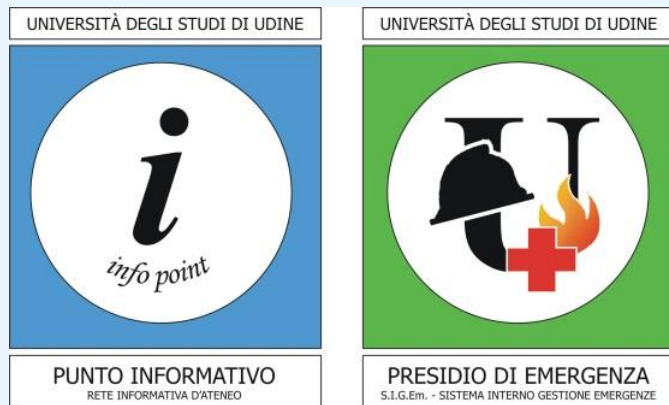 UNIVERSITÀ DEGLI STUDI DI UDINE
i
info point
PUNTO INFORMATIVO
RETE INFORMATIVA D'ATENEO
UNIVERSITÀ DEGLI STUDI DI UDINE
U
PRESIDIO DI EMERGENZA
S.I.G.Em. - SISTEMA INTERNO GESTIONE EMERGENZE